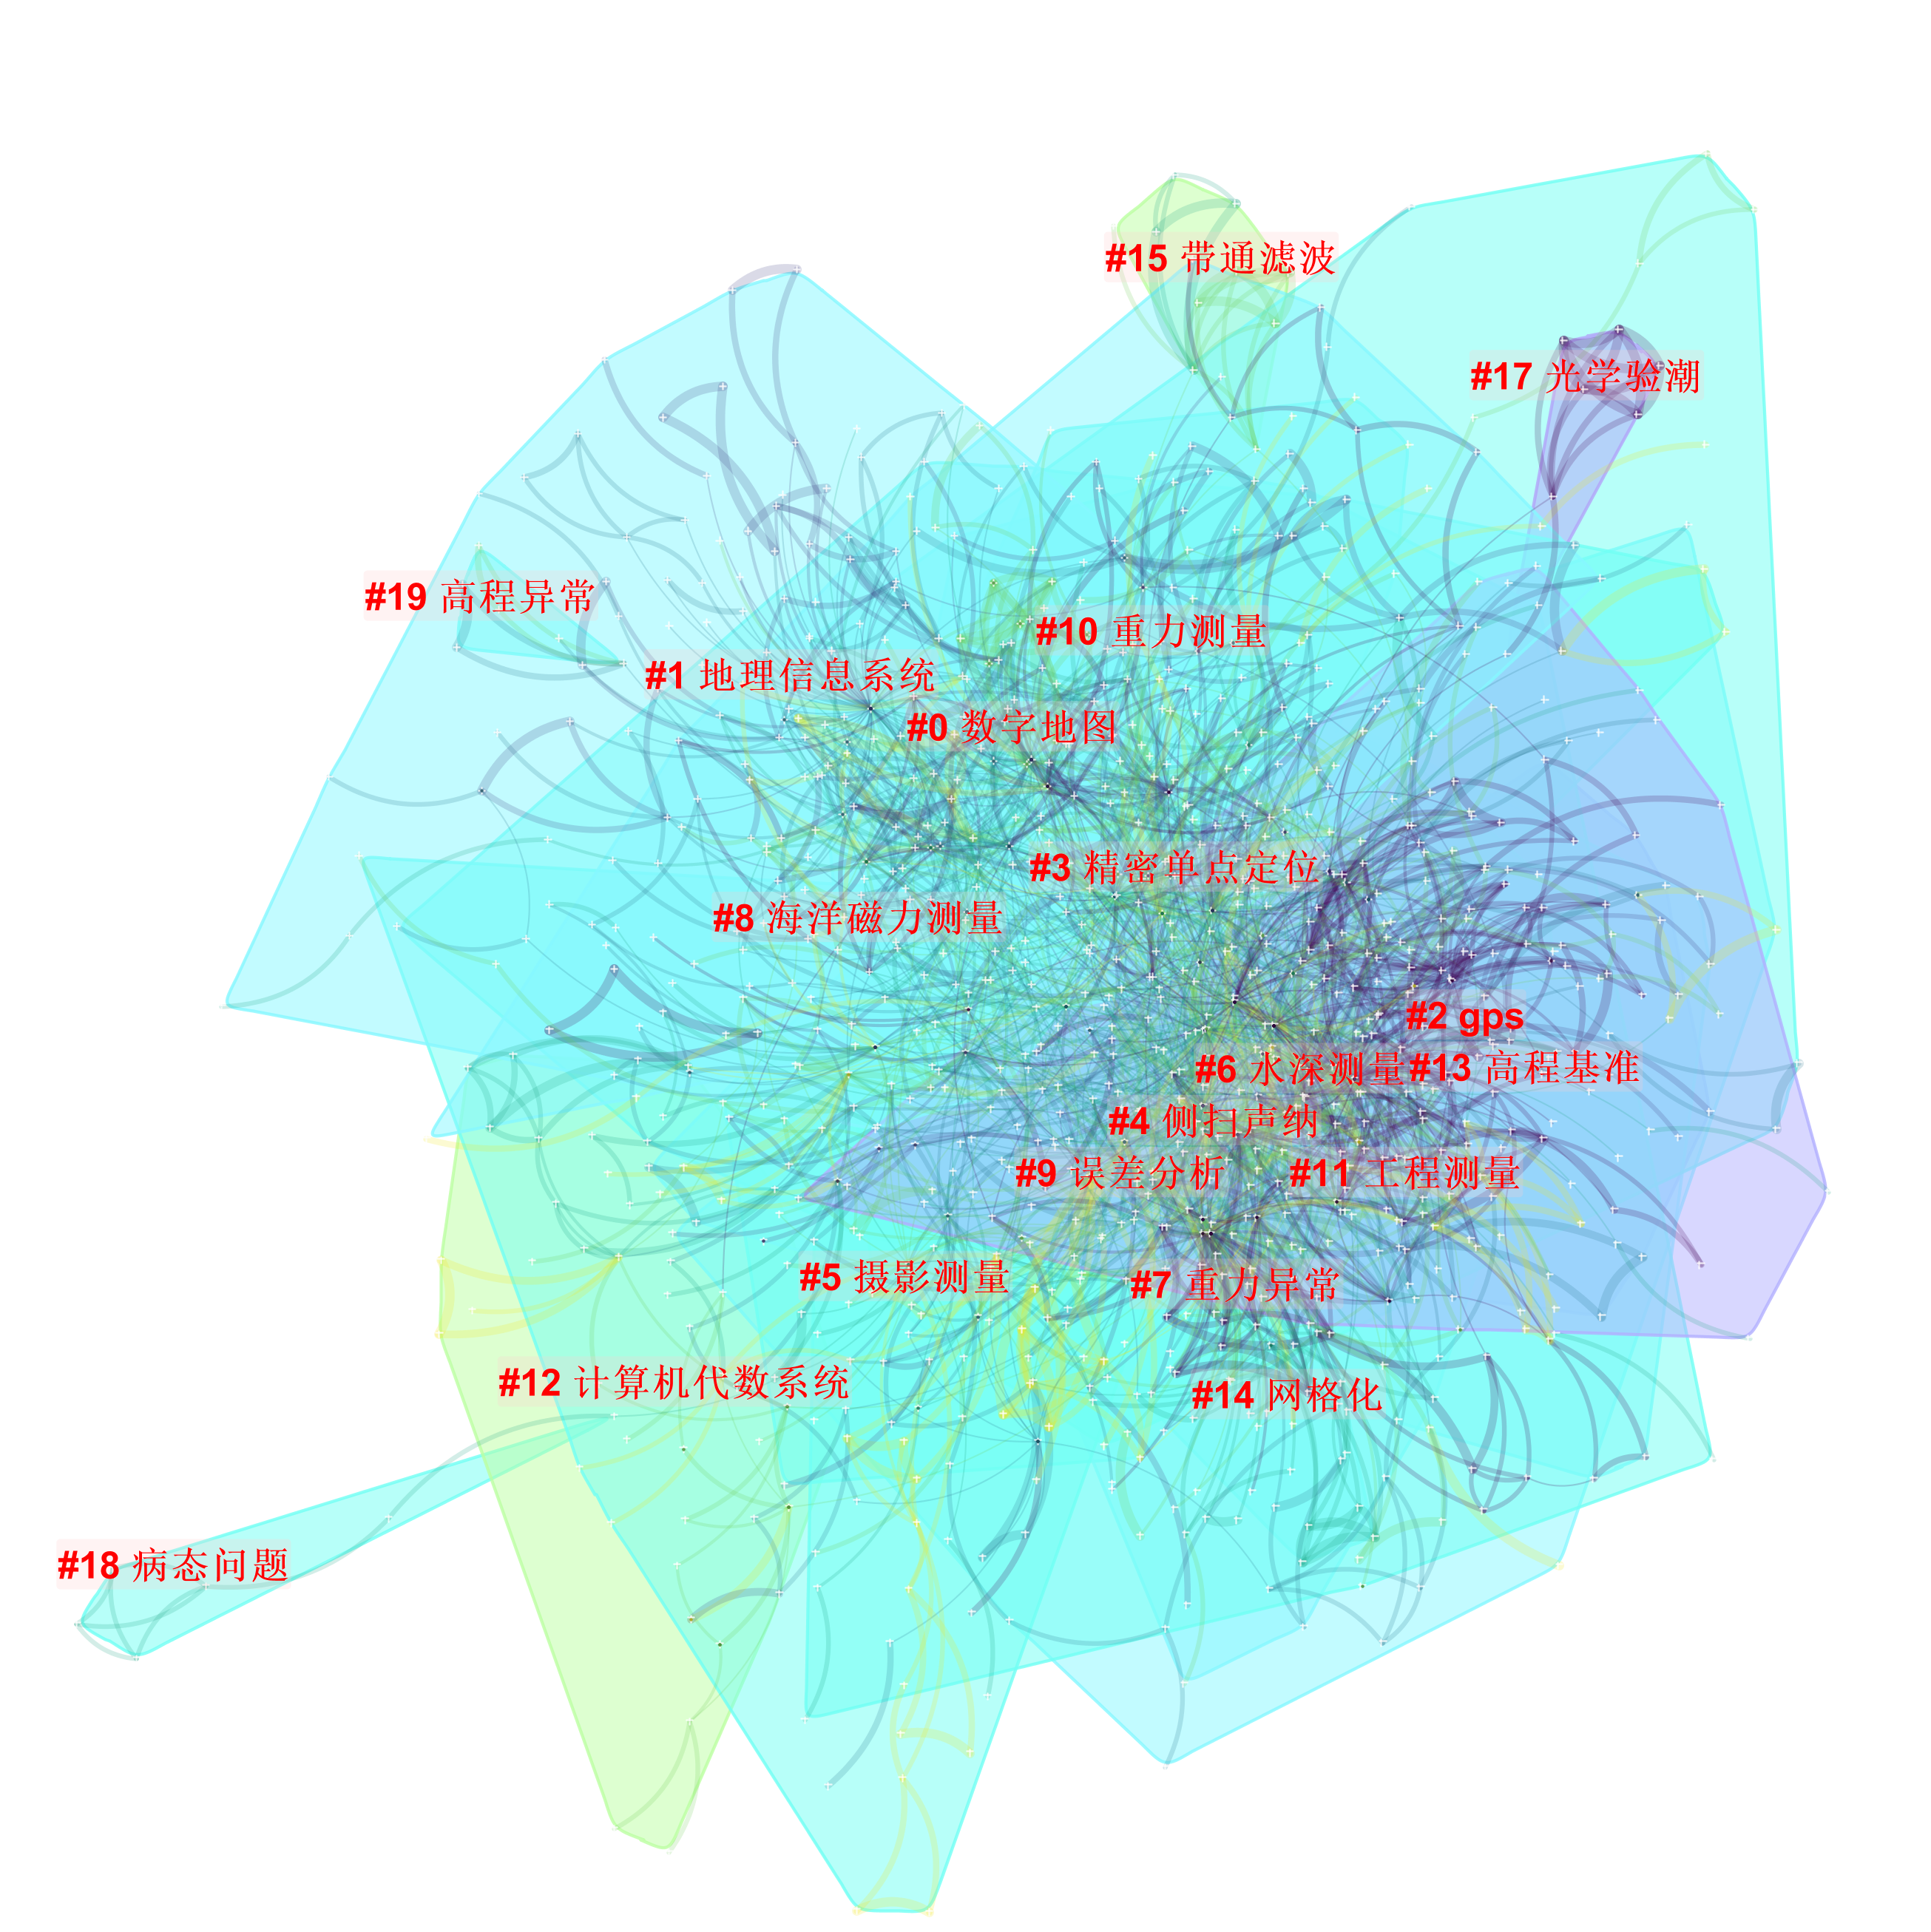 #15 带通滤波
#17 光学验潮
#19 高程异常
#10 重力测量
#1 地理信息系统
#0 数字地图
#3 精密单点定位
#8 海洋磁力测量
#2 gps
#6 水深测量
#13 高程基准
#4 侧扫声纳
#9 误差分析
#11 工程测量
#5 摄影测量
#7 重力异常
#12 计算机代数系统
#14 网格化
#18 病态问题